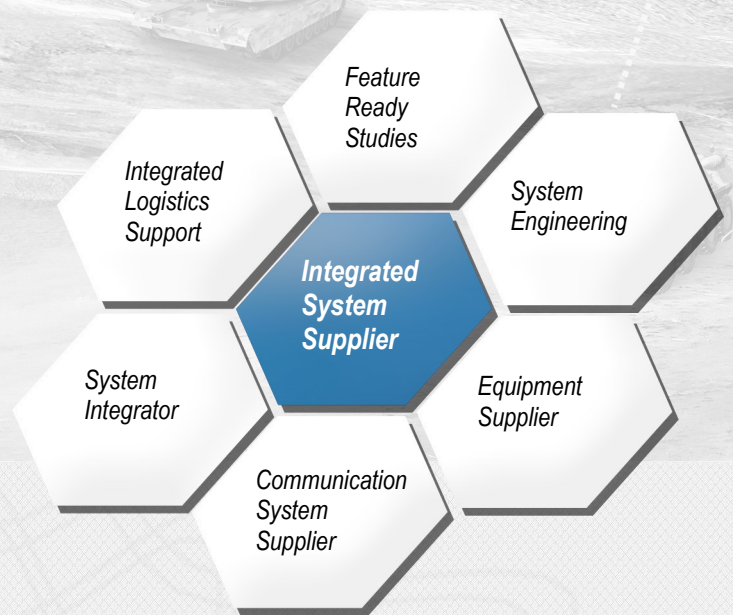 Feature
Ready
Studies
Integrated
Logistics
Support
System
Engineering
Integrated
System
Supplier
System
Integrator
Equipment
Supplier
Communication
System
Supplier